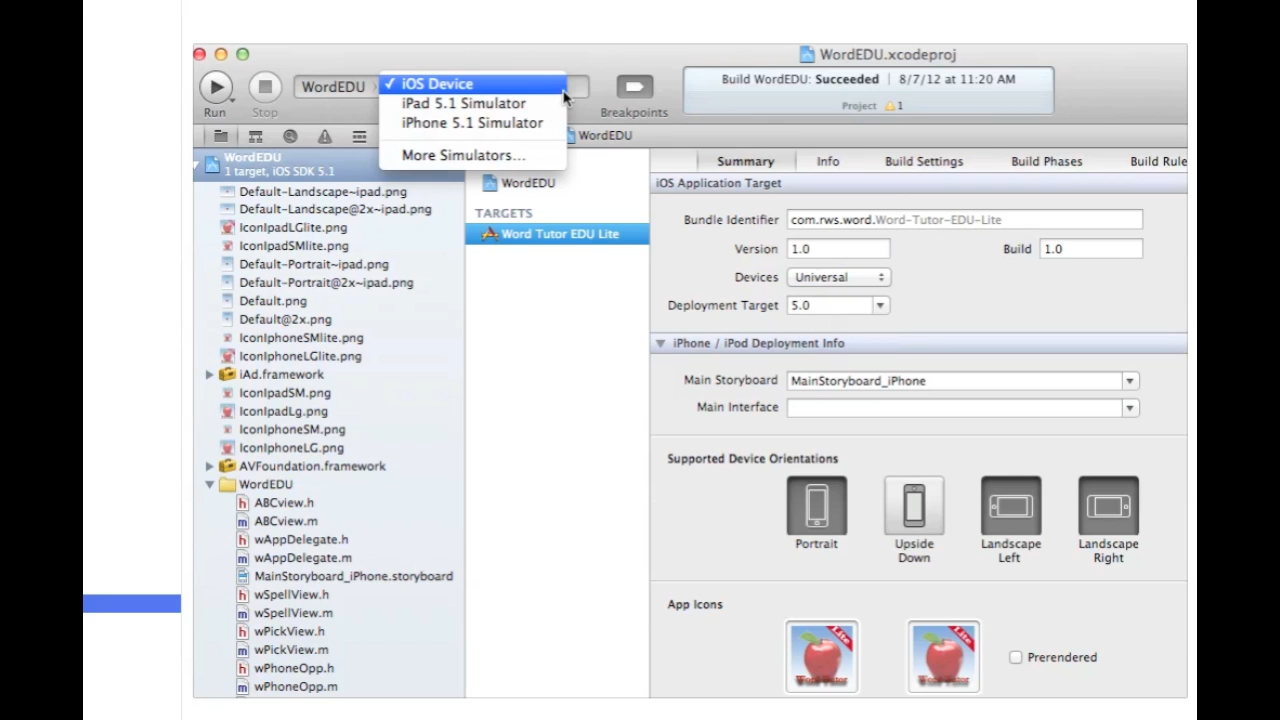 WordEDU.xcodeproj
Run
Stop
WordEDU
✓ iOS Device
iPad 5.1 Simulator
iPhone 5.1 Simulator
More Simulators...
Breakpoints
Build WordEDU: Succeeded | 8/7/12 at 11:20 AM
Project 1
WordEDU
WordEDU
1 target, iOS SDK 5.1
Default-Landscape~ipad.png
Default-Landscape@2x~ipad.png
IconIpadLGlite.png
IconIpadSMlite.png
Default-Portrait~ipad.png
Default-Portrait@2x~ipad.png
Default.png
Default@2x.png
IconIphoneSMlite.png
IconIphoneLGlite.png
iAd.framework
IconIpadSM.png
IconIpadLg.png
IconIphoneSM.png
IconIphoneLG.png
AVFoundation.framework
WordEDU
h ABCview.h
m ABCview.m
h wAppDelegate.h
m wAppDelegate.m
MainStoryboard_iPhone.storyboard
h wSpellView.h
m wSpellView.m
h wPickView.h
m wPickView.m
h wPhoneOpp.h
m wPhoneOpp.m
WordEDU
TARGETS
Word Tutor EDU Lite
Summary Info Build Settings Build Phases Build Rule
iOS Application Target
Bundle Identifier com.rws.word.Word-Tutor-EDU-Lite
Version 1.0 Build 1.0
Devices Universal
Deployment Target 5.0
iPhone / iPod Deployment Info
Main Storyboard MainStoryboard_iPhone
Main Interface
Supported Device Orientations
Portrait
Upside Down
Landscape Left
Landscape Right
App Icons
Lite
Word Tutor
Lite
Word Tutor
Prerendered